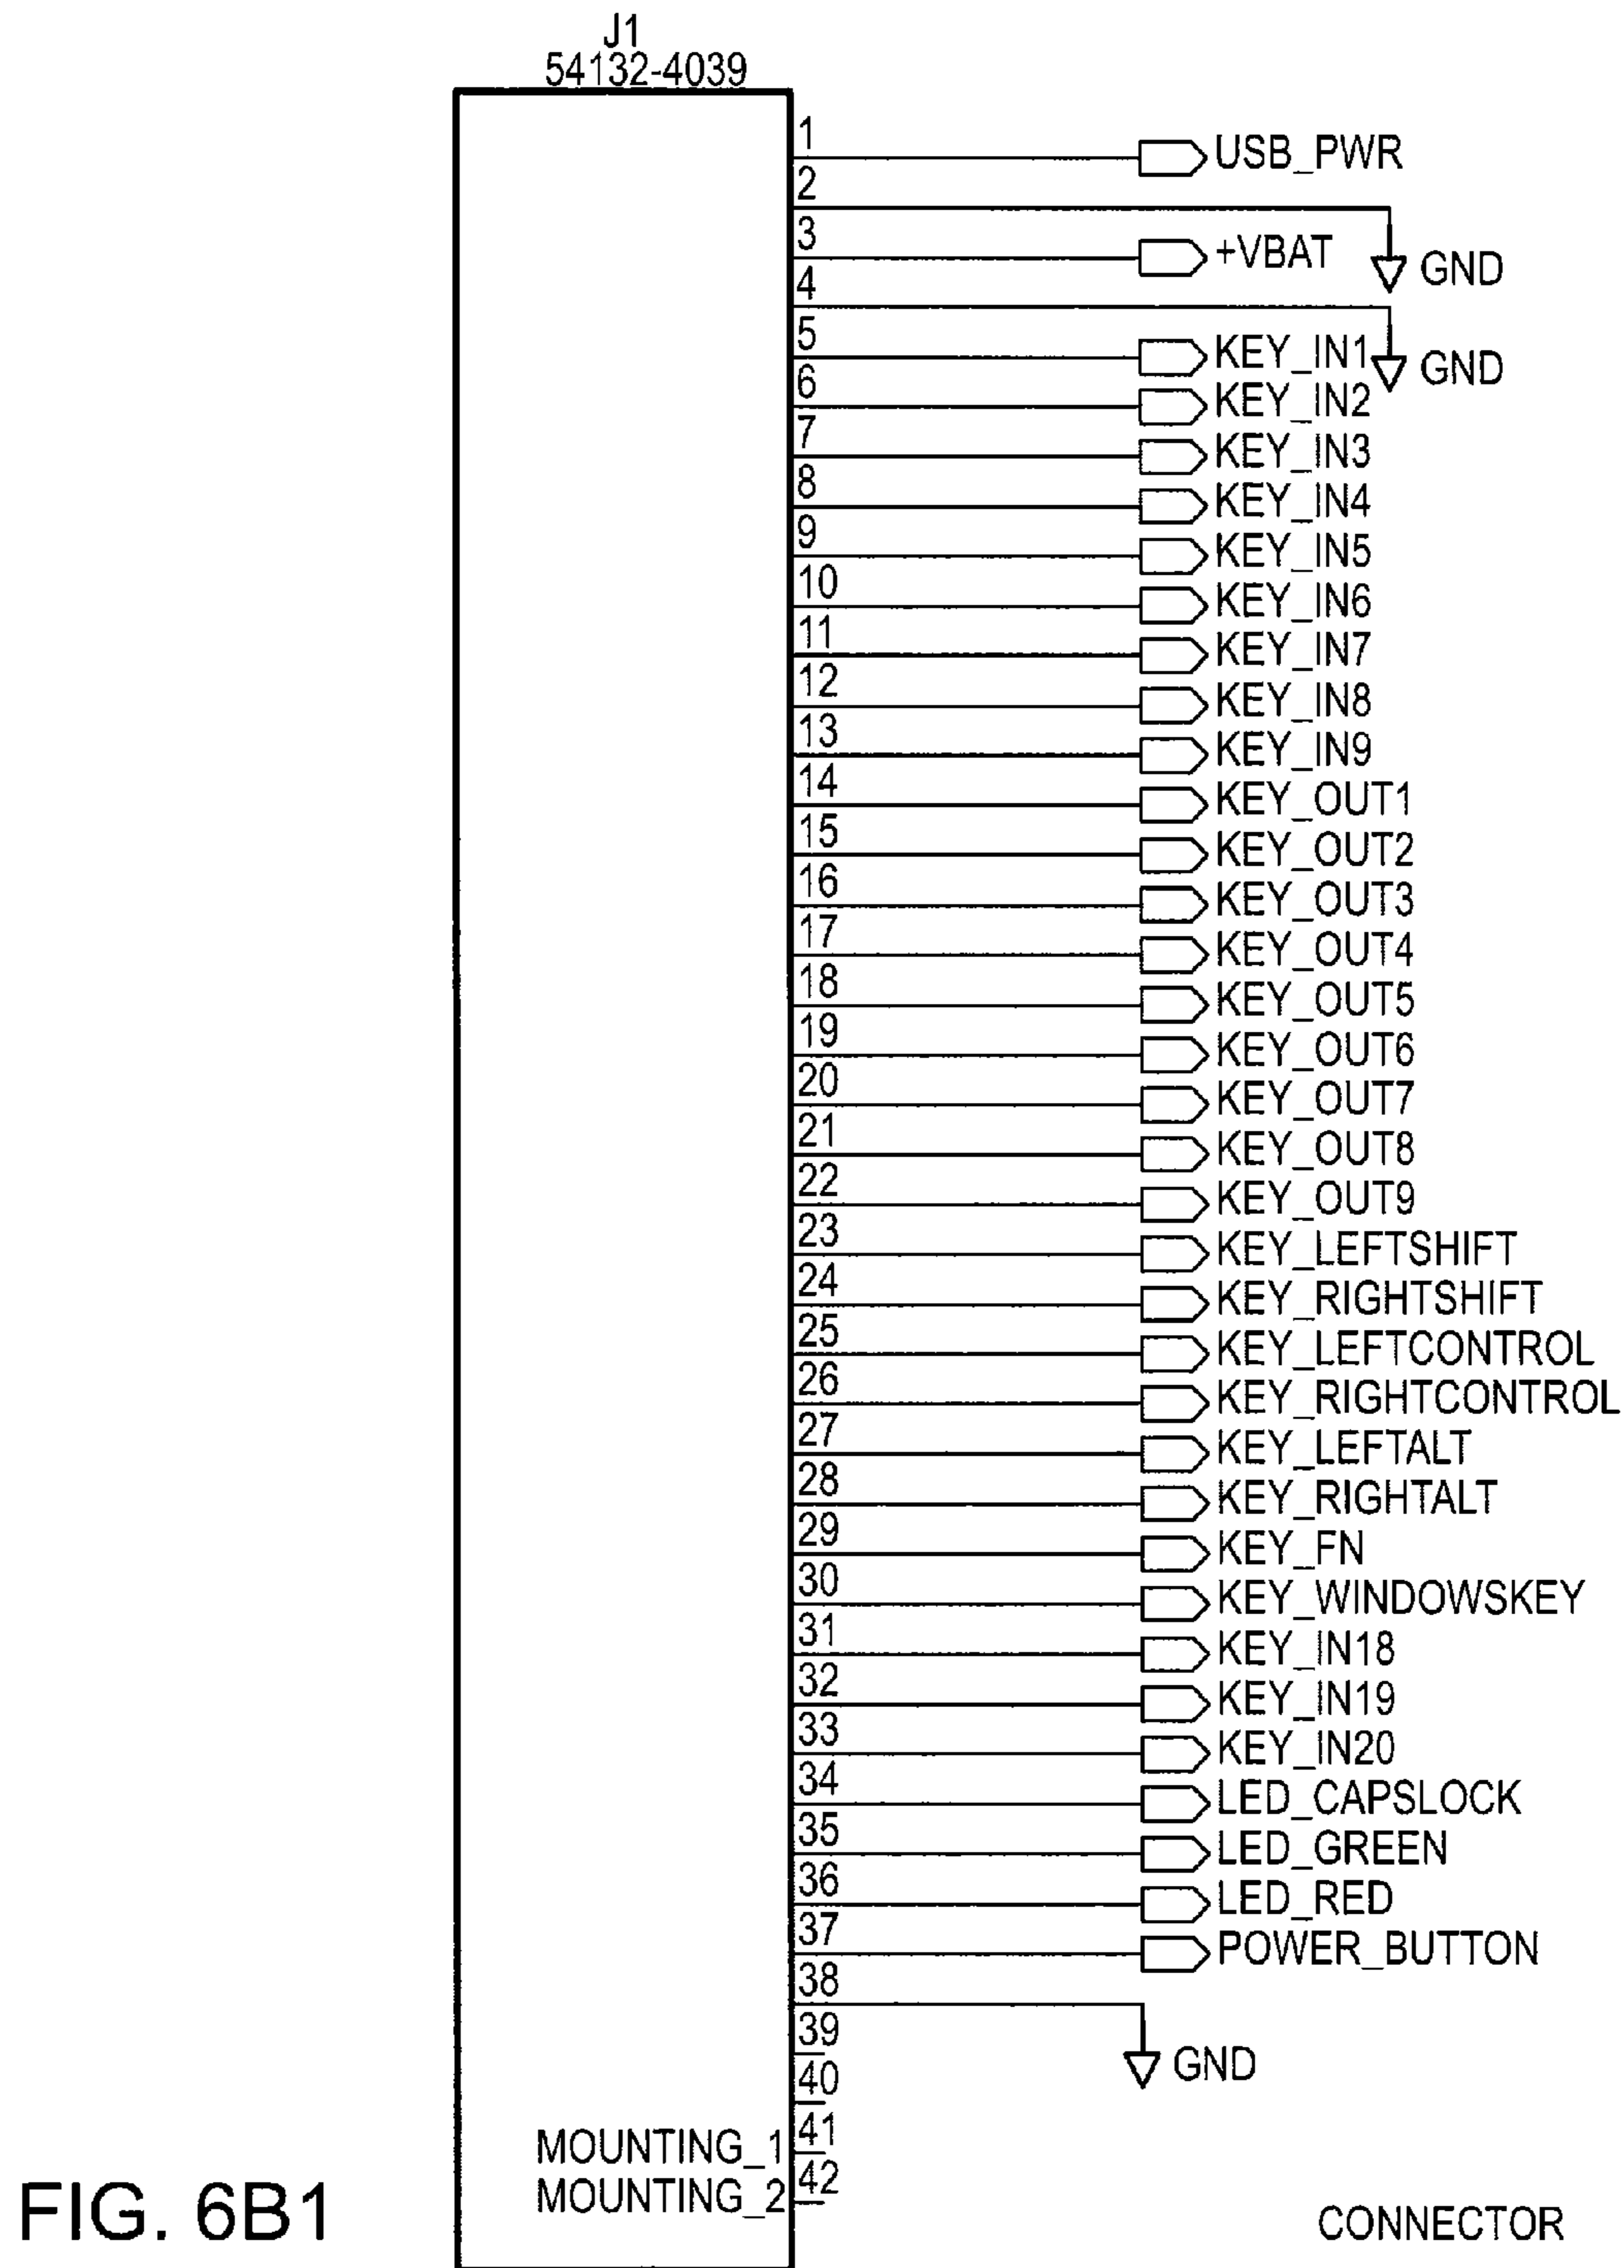 J1
54132-4039
1 USB_PWR
2
3 +VBAT GND
4
5 KEY_IN1 GND
6 KEY_IN2
7 KEY_IN3
8 KEY_IN4
9 KEY_IN5
10 KEY_IN6
11 KEY_IN7
12 KEY_IN8
13 KEY_IN9
14 KEY_OUT1
15 KEY_OUT2
16 KEY_OUT3
17 KEY_OUT4
18 KEY_OUT5
19 KEY_OUT6
20 KEY_OUT7
21 KEY_OUT8
22 KEY_OUT9
23 KEY_LEFTSHIFT
24 KEY_RIGHTSHIFT
25 KEY_LEFTCONTROL
26 KEY_RIGHTCONTROL
27 KEY_LEFTALT
28 KEY_RIGHTALT
29 KEY_FN
30 KEY_WINDOWSKEY
31 KEY_IN18
32 KEY_IN19
33 KEY_IN20
34 LED_CAPSLOCK
35 LED_GREEN
36 LED_RED
37 POWER_BUTTON
38
39 GND
40
MOUNTING_1 41
MOUNTING_2 42
FIG. 6B1
CONNECTOR